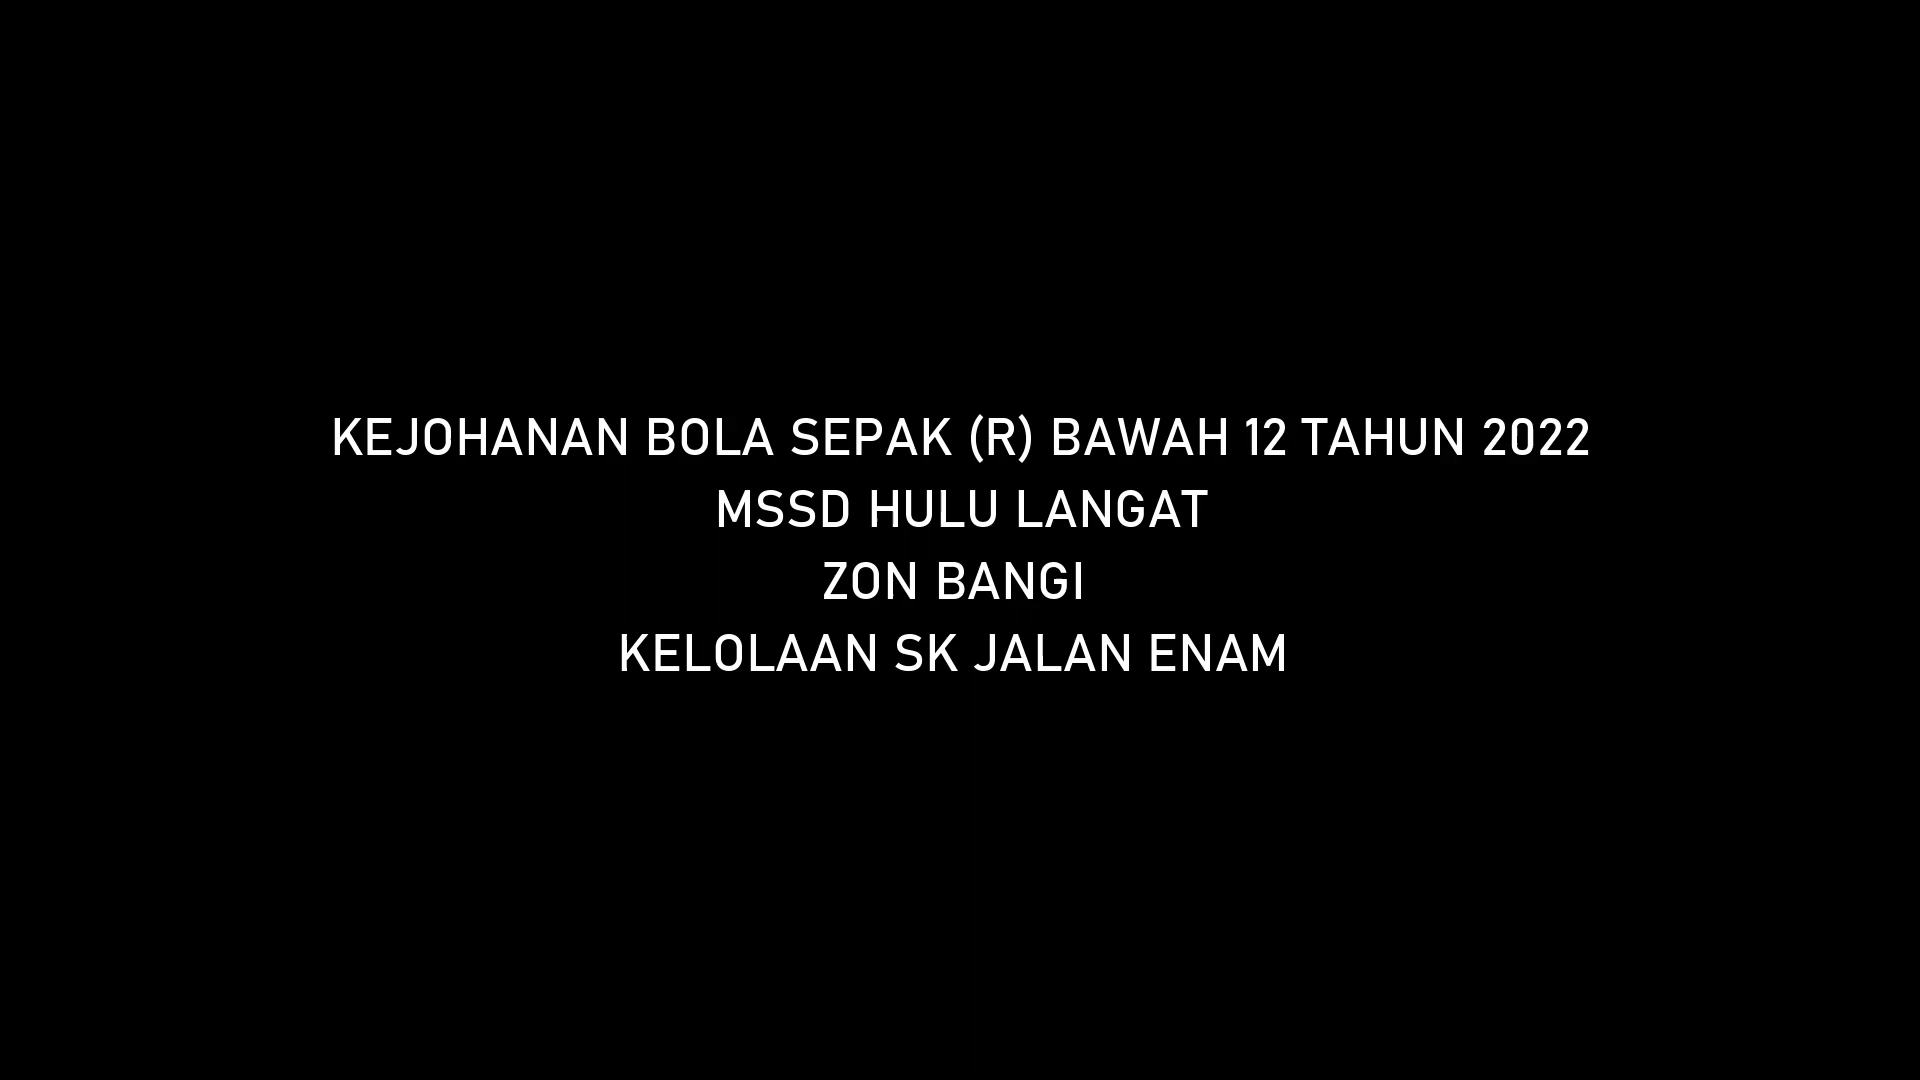 KEJOHANAN BOLA SEPAK (R) BAWAH 12 TAHUN 2022
MSSD HULU LANGAT
ZON BANGI
KELOLAAN SK JALAN ENAM